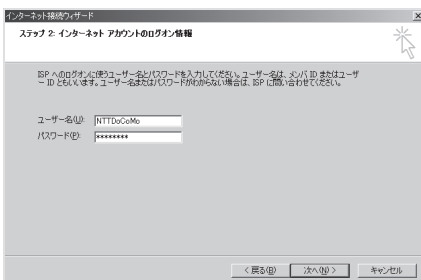 インターネット接続ウィザード
ステップ 2: インターネット アカウントのログオン情報
ISP へのログオンに使うユーザー名とパスワードを入力してください。ユーザー名は、メンバ ID またはユーザ
ー ID ともいいます。ユーザー名またはパスワードがわからない場合は、ISP に問い合わせてください。
ユーザー名(U): NTTDoCoMo
パスワード(P): ********
< 戻る(B) 次へ(N) > キャンセル